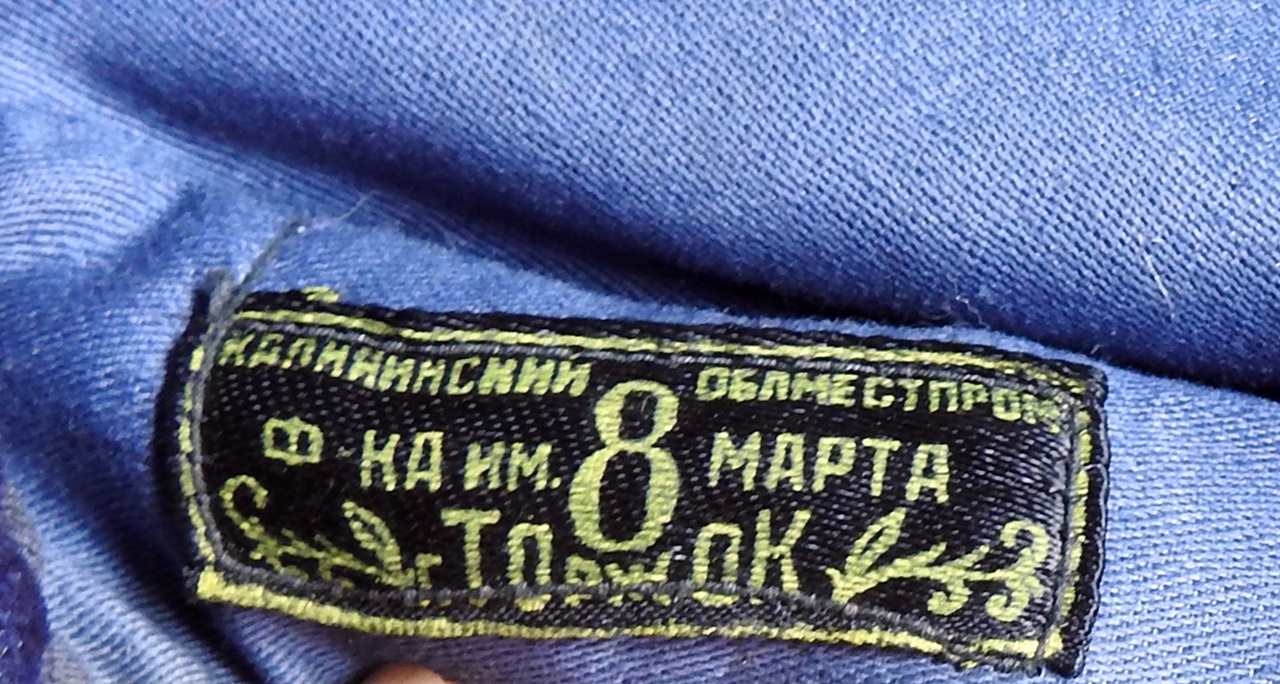 КАЛИНИНСКИЙ ОБЛМЕСТПРОМ
Ф-КА ИМ. 8 МАРТА
г. ТОРЖОК